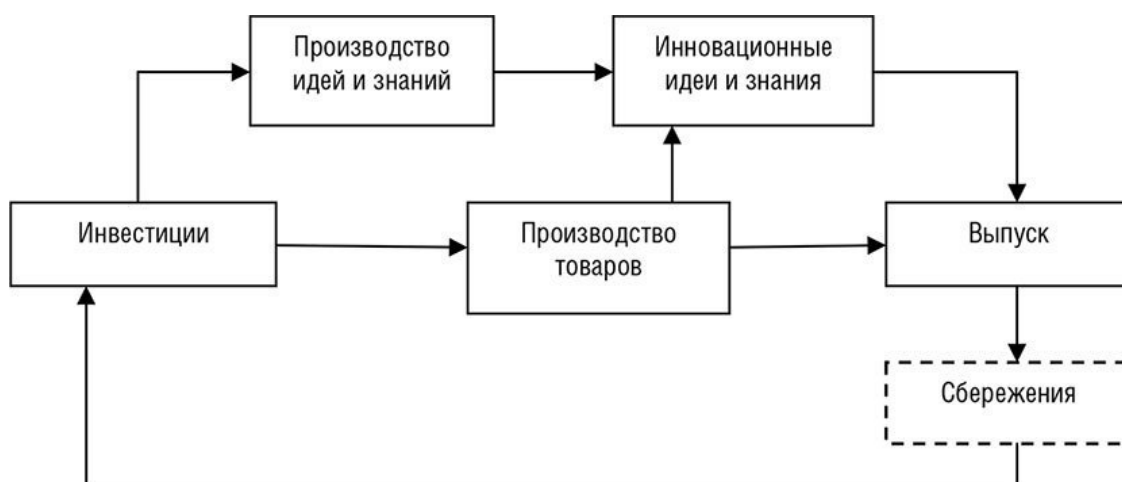 Производство
идей и знаний
Инновационные
идеи и знания
Инвестиции
Производство
товаров
Выпуск
Сбережения